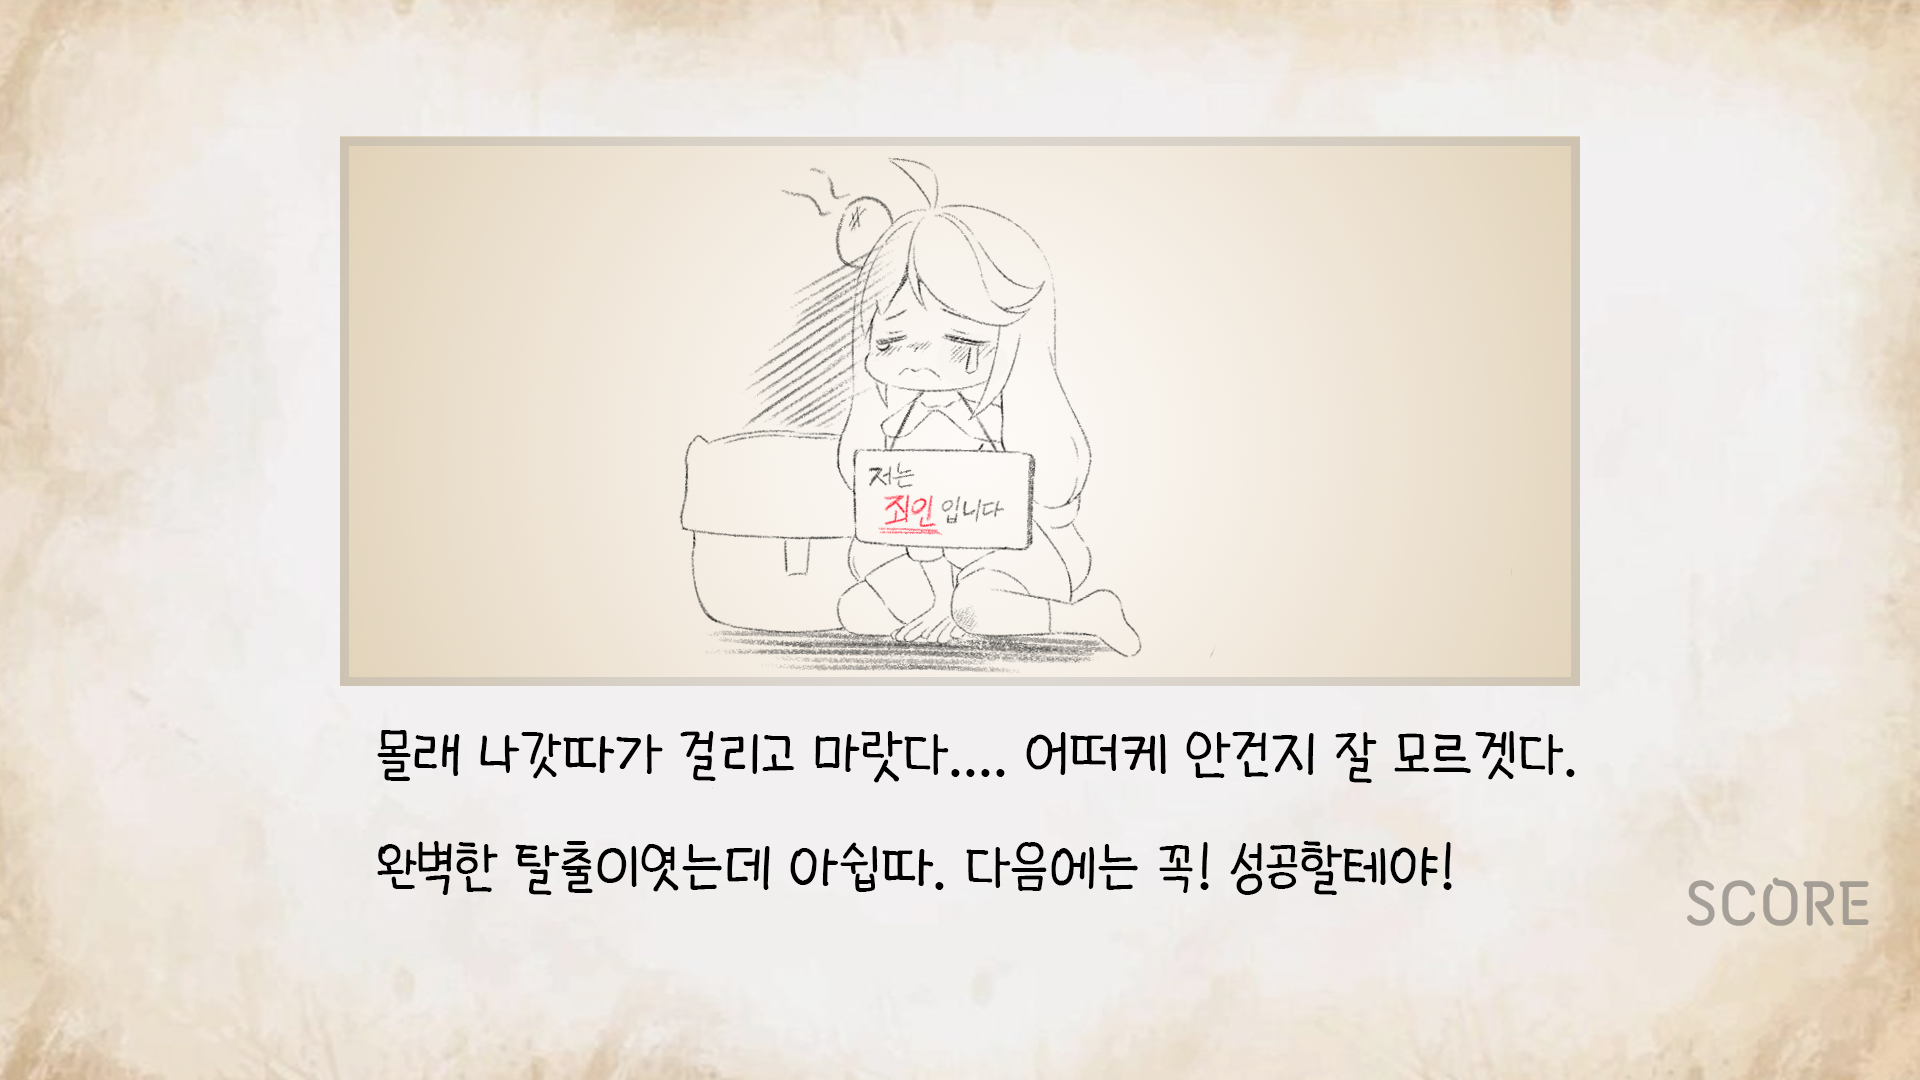 저는
죄인입니다
몰래 나갓따가 걸리고 마랏다.... 어떠케 안건지 잘 모르겟다.
완벽한 탈출이엿는데 아쉽따. 다음에는 꼭! 성공할테야!
SCORE